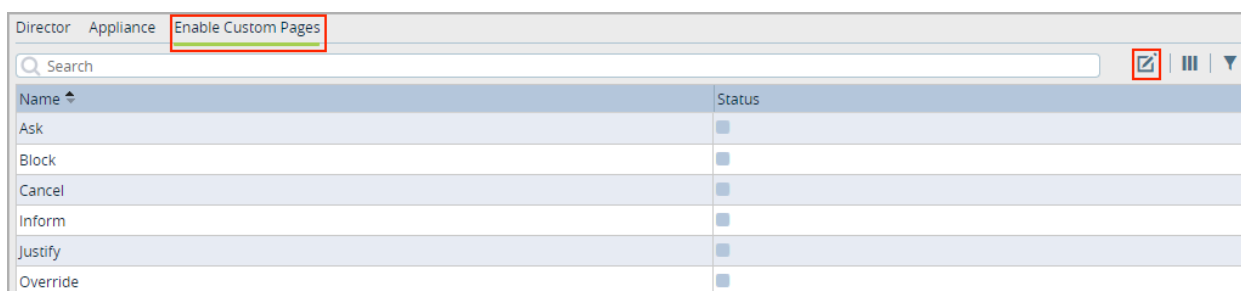 Director Appliance Enable Custom Pages
Search
Name Status
Ask
Block
Cancel
Inform
Justify
Override